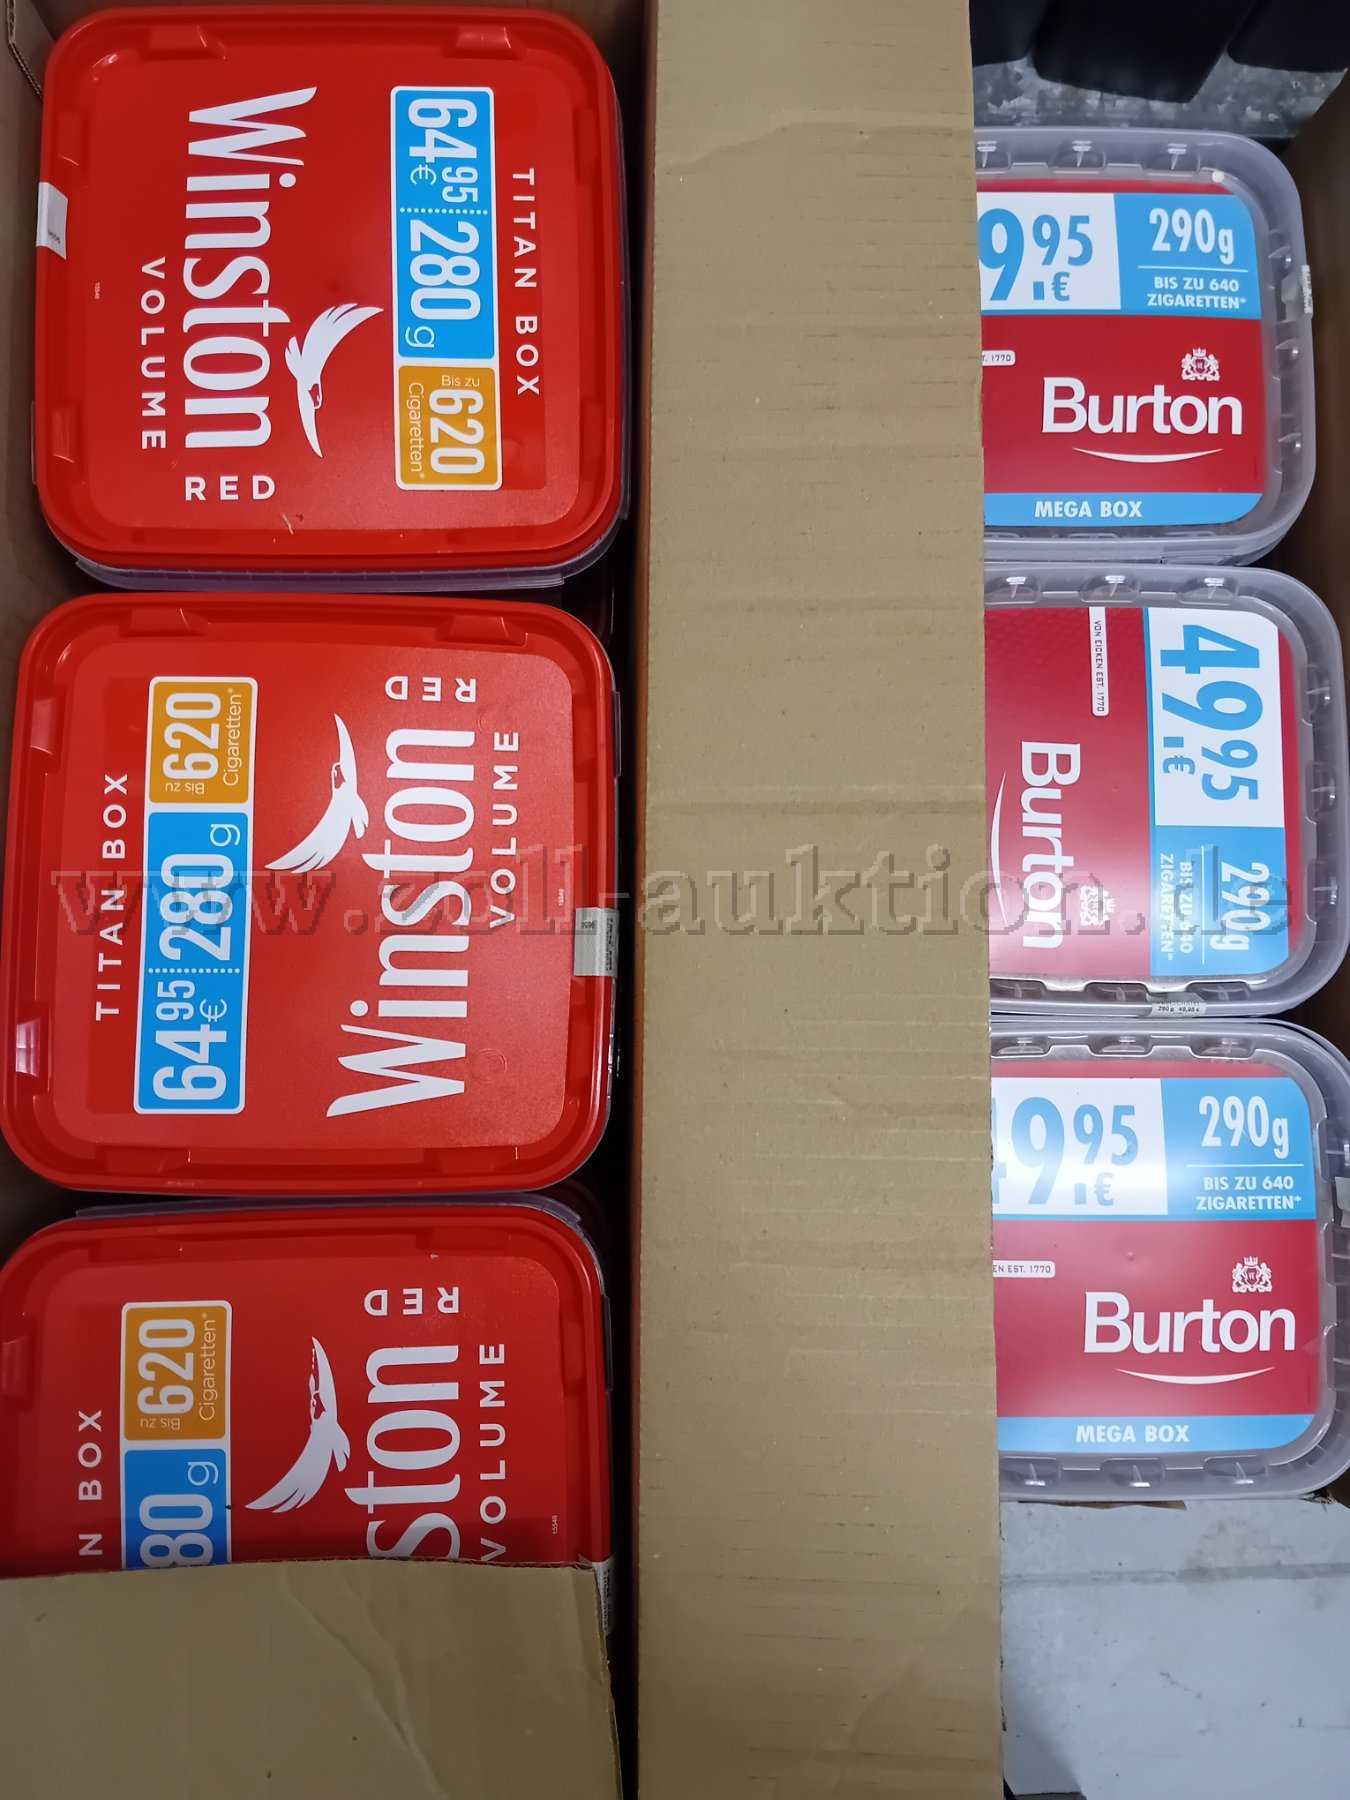 Winston
VOLUME
RED
64 95 €
280 g
Bis zu
620
Cigaretten*
TITAN BOX
15548
TITAN BOX
64 95 €
280 g
Bis zu
620
Cigaretten*
Winston
VOLUME
RED
N BOX
80 g
Bis zu
620
Cigaretten*
ston
VOLUME
RED
15548
9.95 €
290g
BIS ZU 640
ZIGARETTEN*
T. 1770
Burton
MEGA BOX
49.95 €
290g
BIS ZU 640
ZIGARETTEN*
VON EICKEN EST. 1770
Burton
49.95 €
290g
BIS ZU 640
ZIGARETTEN*
EN EST. 1770
Burton
MEGA BOX
www.zoll-auktion.de